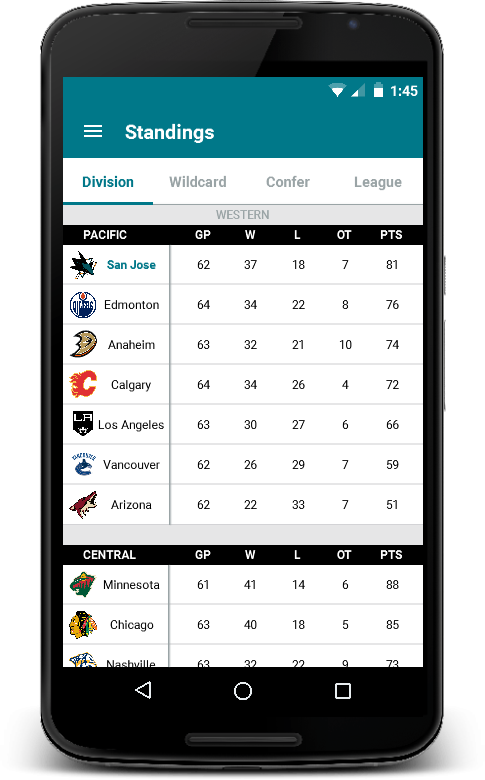 1:45
Standings
Division Wildcard Confer League
WESTERN
PACIFIC GP W L OT PTS
San Jose 62 37 18 7 81
Edmonton 64 34 22 8 76
Anaheim 63 32 21 10 74
Calgary 64 34 26 4 72
LA Los Angeles 63 30 27 6 66
VANCOUVER Vancouver 62 26 29 7 59
Arizona 62 22 33 7 51
CENTRAL GP W L OT PTS
Minnesota 61 41 14 6 88
Chicago 63 40 18 5 85
Nashville 63 32 22 9 73